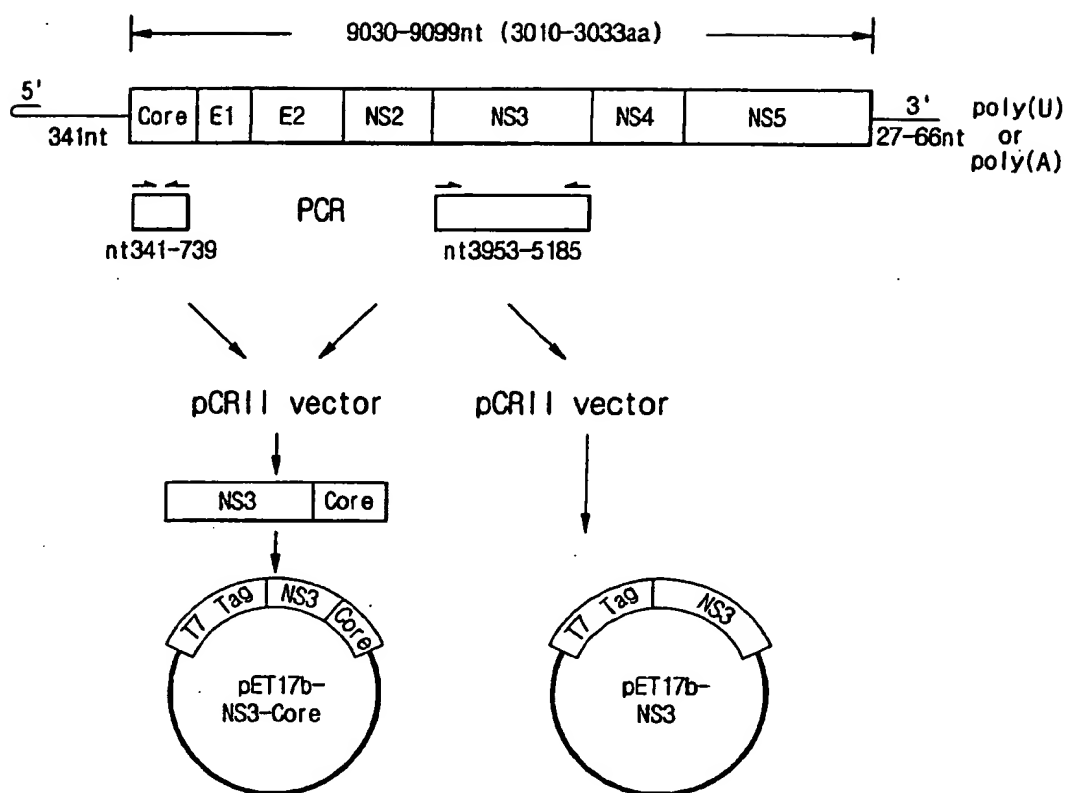 9030-9099nt (3010-3033aa)
5'
341nt
Core E1 E2 NS2 NS3 NS4 NS5
3'
27-66nt
poly(U)
or
poly(A)
PCR
nt341-739
nt3953-5185
pCRII vector
pCRII vector
NS3 Core
T7 Tag NS3 Core
pET17b-
NS3-Core
T7 Tag NS3
pET17b-
NS3